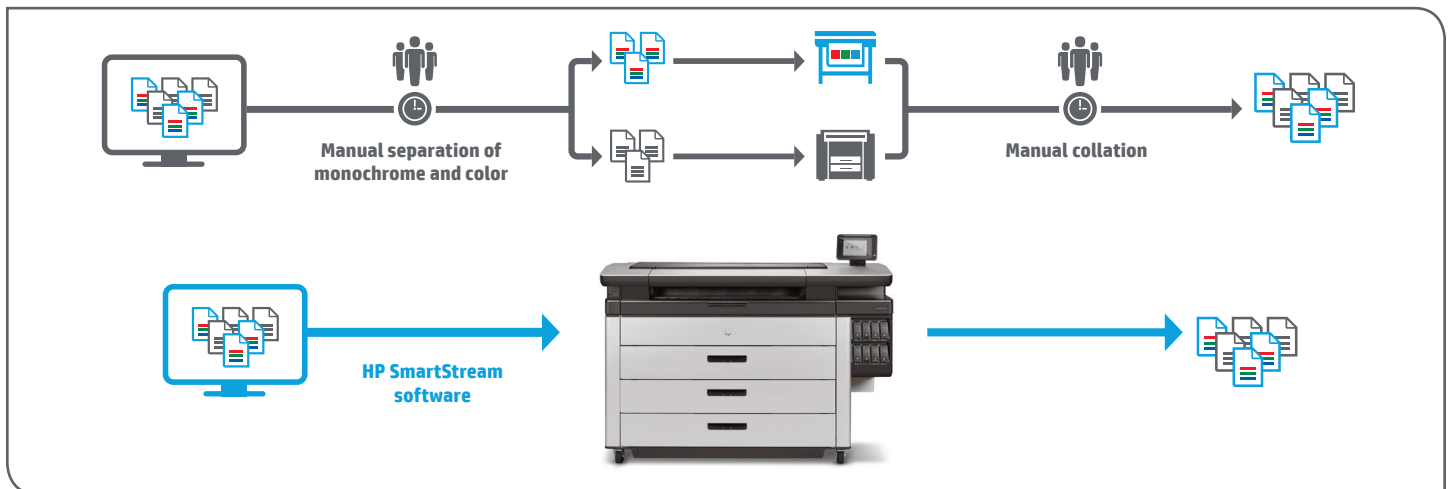 Manual separation of
monochrome and color
Manual collation
HP SmartStream
software